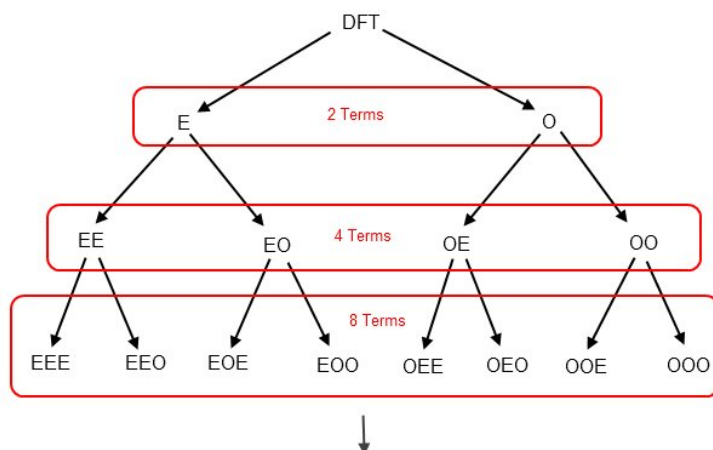 DFT
E 2 Terms O
EE EO 4 Terms OE OO
8 Terms
EEE EEO EOE EOO OEE OEO OOE OOO